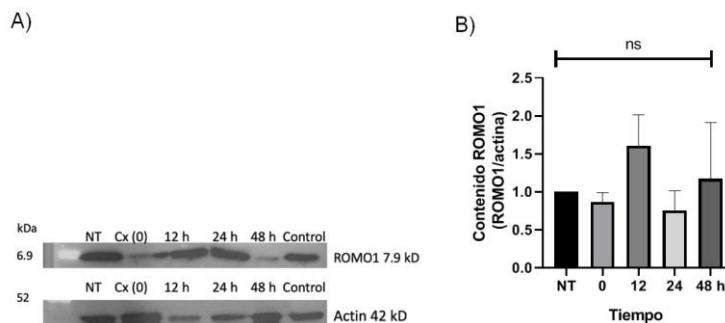 A)
kDa
NT Cx (0) 12 h 24 h 48 h Control
6.9
ROMO1 7.9 kD
NT Cx (0) 12 h 24 h 48 h Control
52
Actin 42 kD
B)
ns
Contenido ROMO1
(ROMO1/actina)
2.5
2.0
1.5
1.0
0.5
0.0
NT 0 12 24 48 h
Tiempo